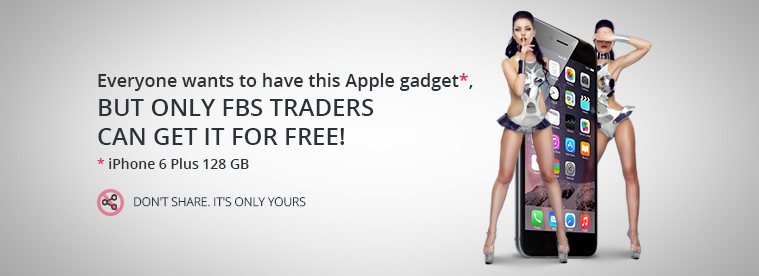 Everyone wants to have this Apple gadget*,
BUT ONLY FBS TRADERS
CAN GET IT FOR FREE!
* iPhone 6 Plus 128 GB
DON'T SHARE. IT'S ONLY YOURS